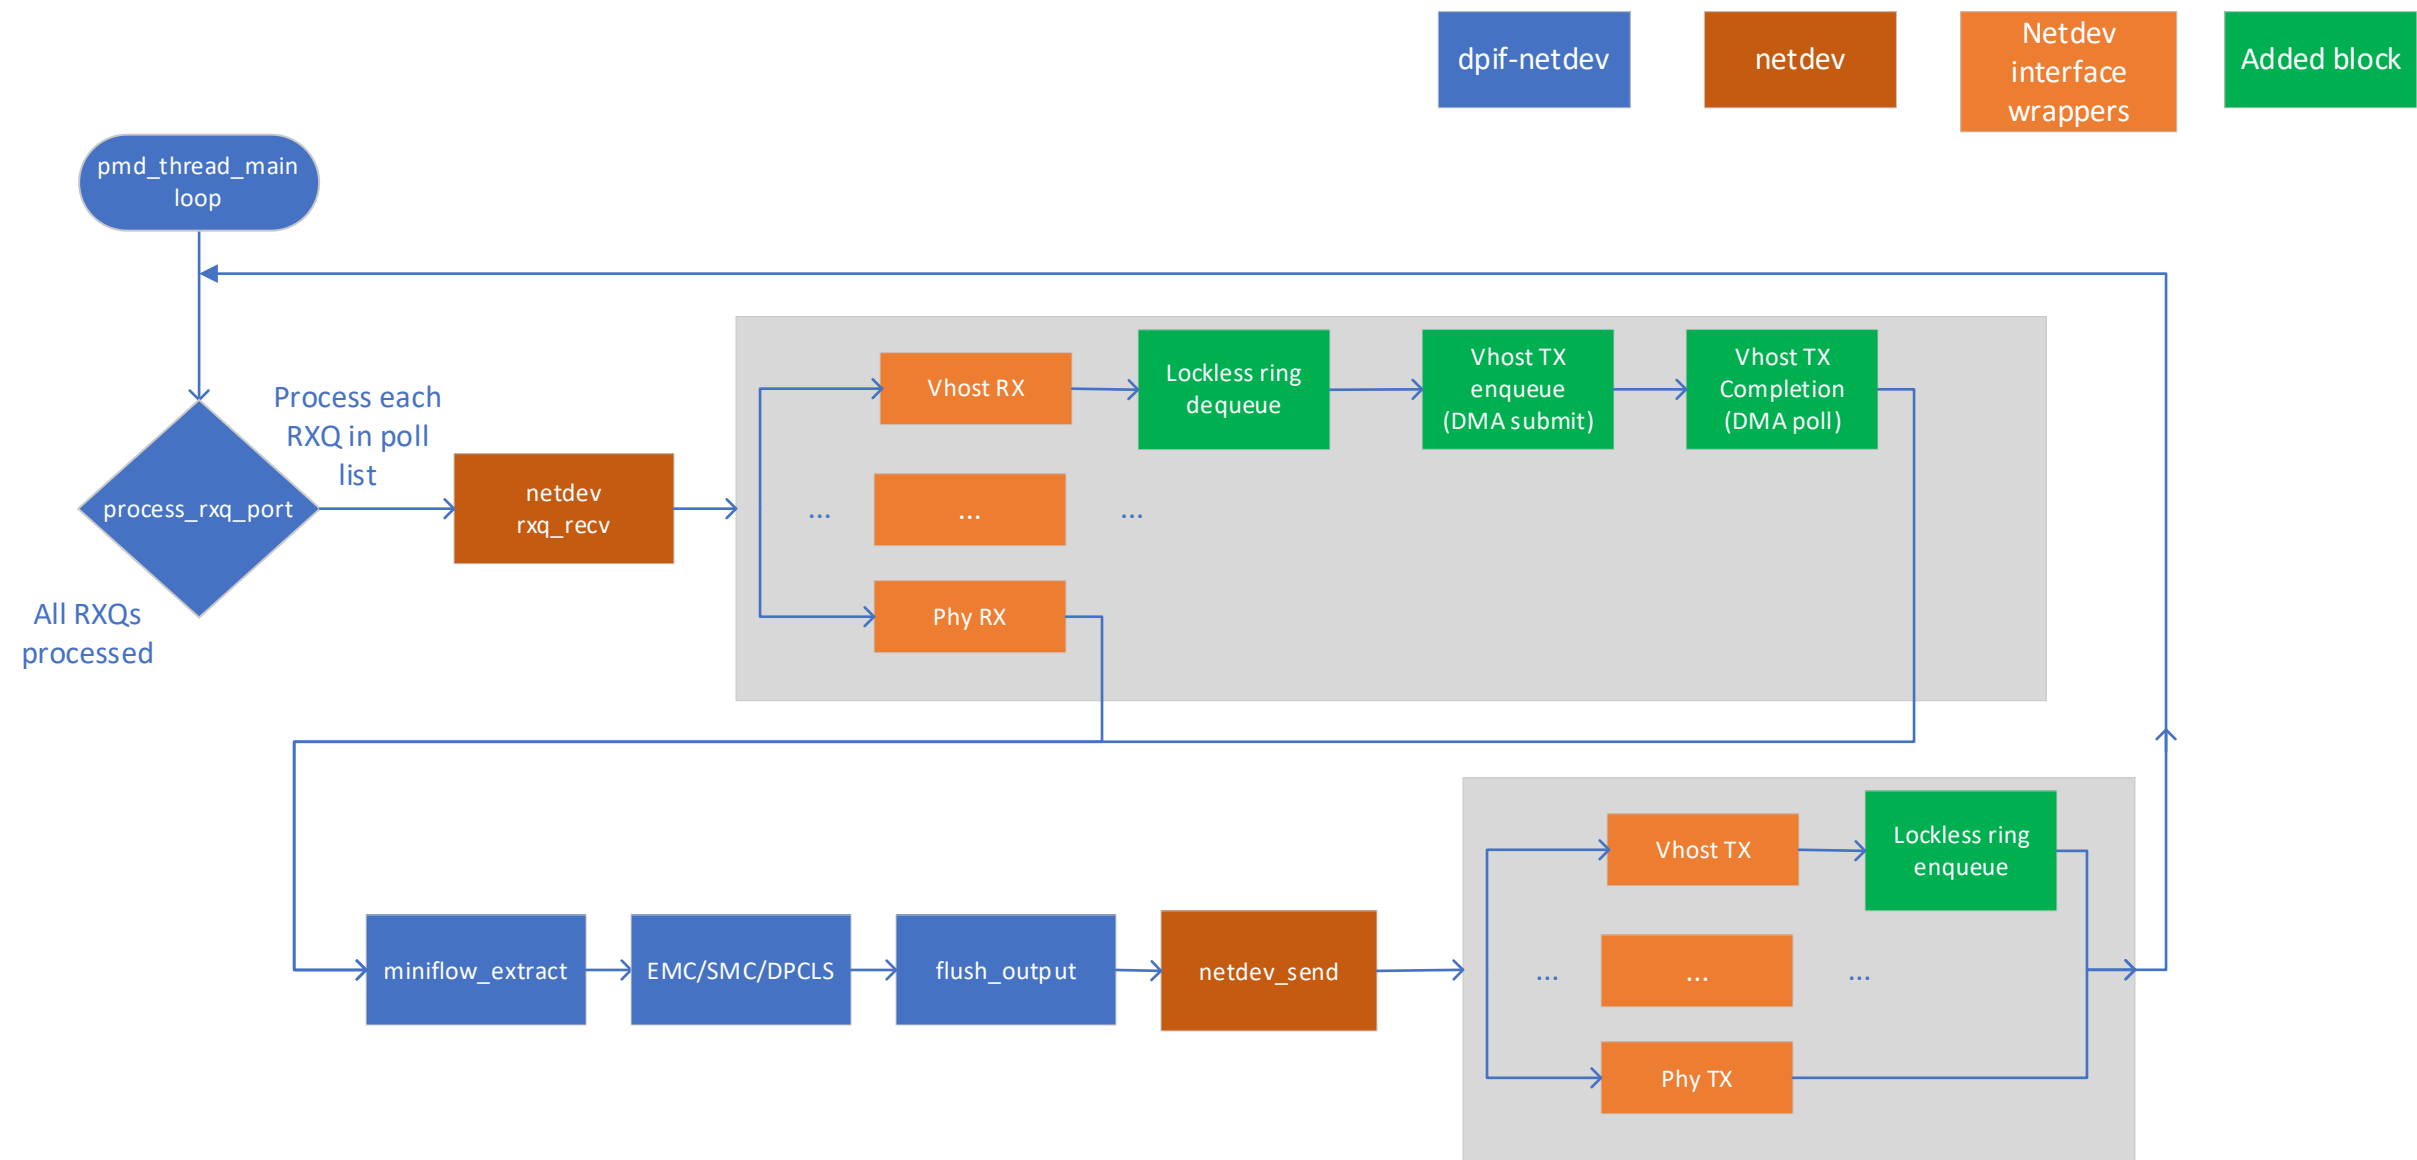 dpif-netdev
netdev
Netdev
interface
wrappers
Added block
pmd_thread_main
loop
Process each
RXQ in poll
list
process_rxq_port
All RXQs
processed
netdev
rxq_recv
Vhost RX
Lockless ring
dequeue
Vhost TX
enqueue
(DMA submit)
Vhost TX
Completion
(DMA poll)
...
...
...
Phy RX
miniflow_extract
EMC/SMC/DPCLS
flush_output
netdev_send
Vhost TX
Lockless ring
enqueue
...
...
...
Phy TX